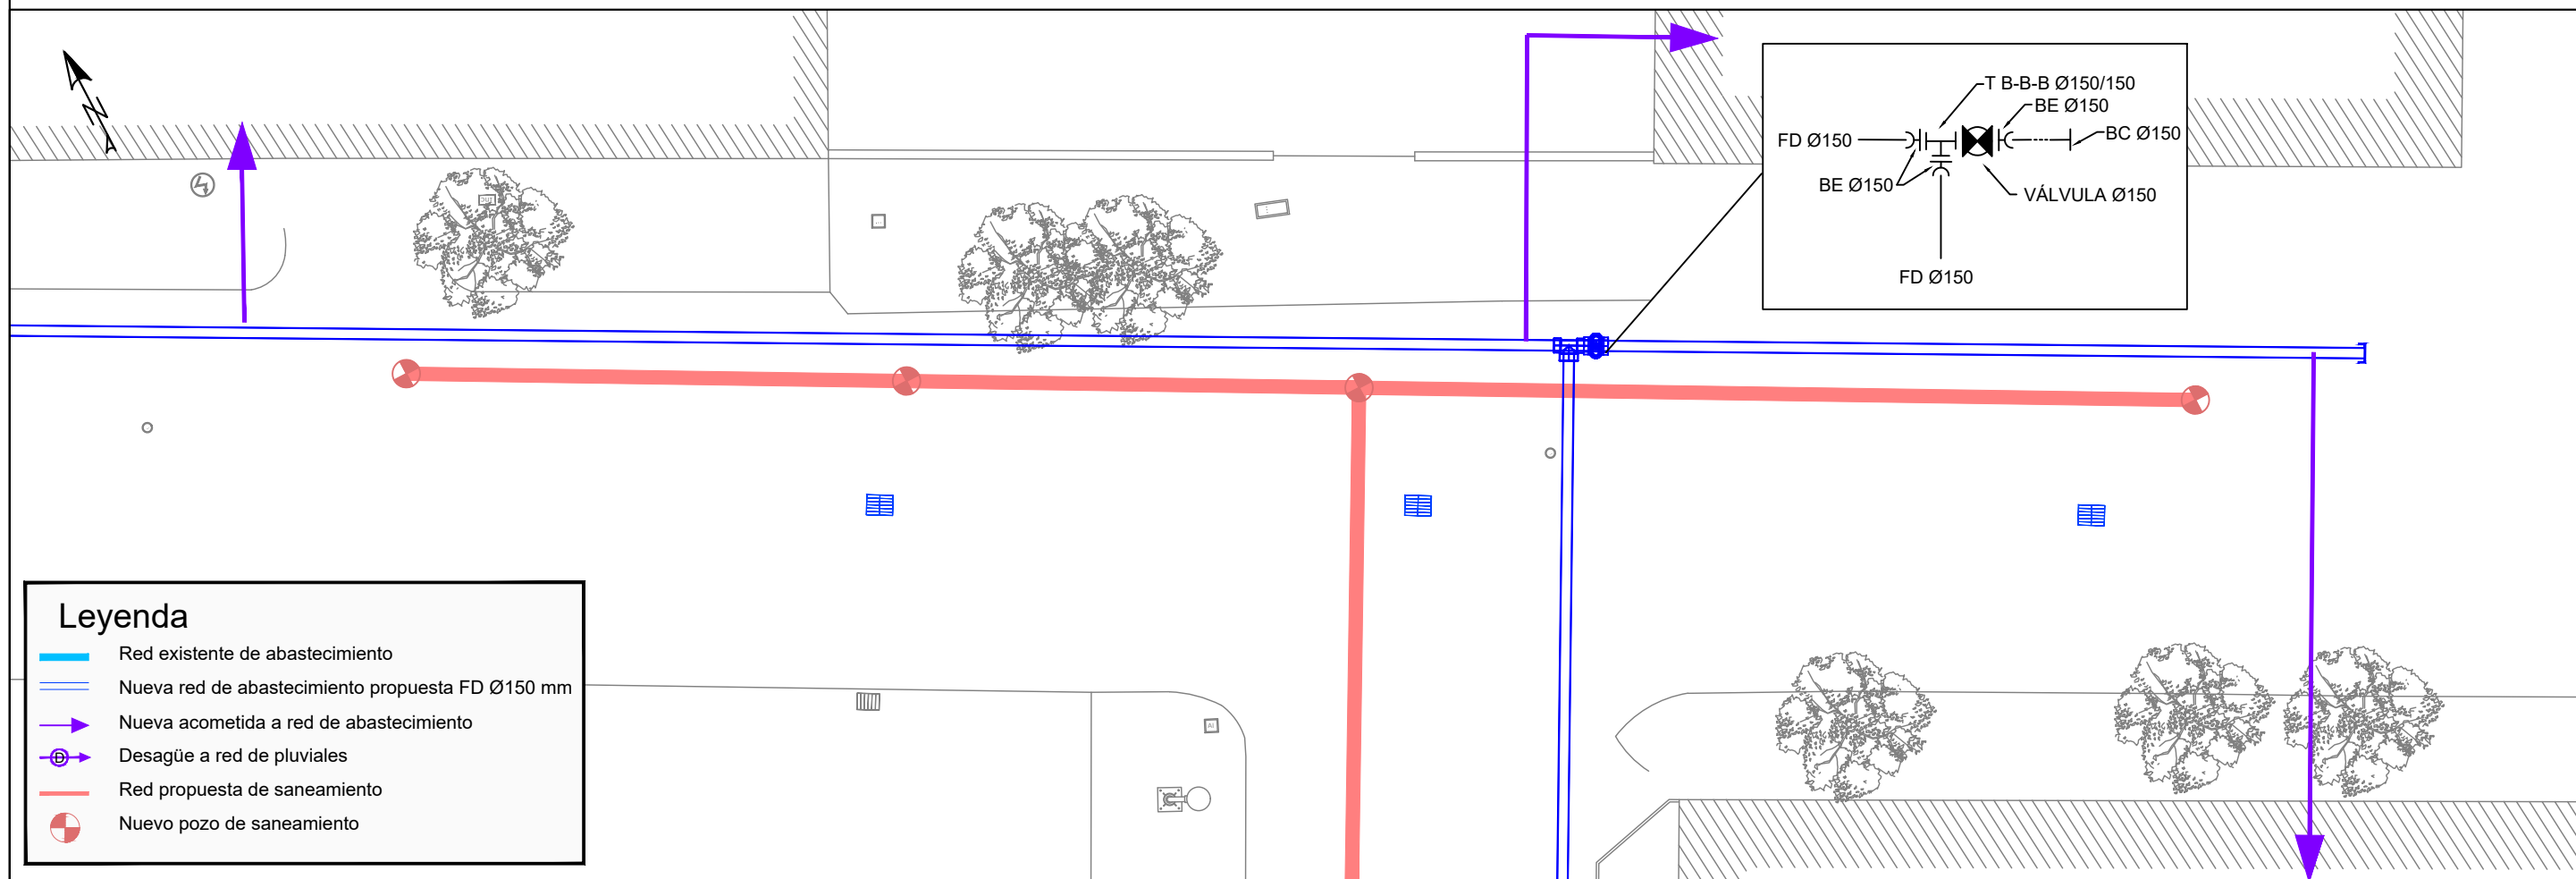 N
T B-B-B Ø150/150
BE Ø150
FD Ø150
BC Ø150
BE Ø150
VÁLVULA Ø150
FD Ø150
Leyenda
Red existente de abastecimiento
Nueva red de abastecimiento propuesta FD Ø150 mm
Nueva acometida a red de abastecimiento
D Desagüe a red de pluviales
Red propuesta de saneamiento
Nuevo pozo de saneamiento